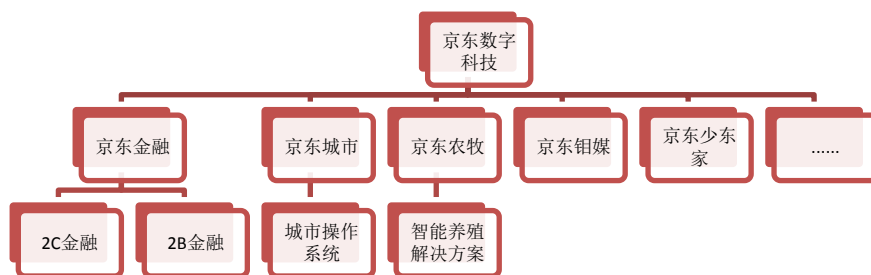 京东数字
科技
京东金融
京东城市
京东农牧
京东钼媒
京东少东
家
......
2C金融
2B金融
城市操作
系统
智能养殖
解决方案